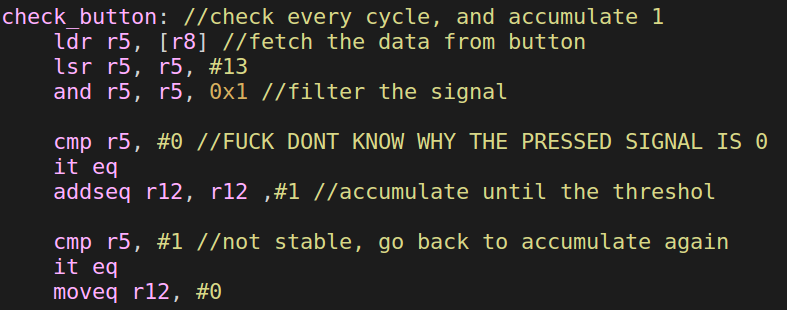 check_button: //check every cycle, and accumulate 1
ldr r5, [r8] //fetch the data from button
lsr r5, r5, #13
and r5, r5, 0x1 //filter the signal
cmp r5, #0 //FUCK DONT KNOW WHY THE PRESSED SIGNAL IS 0
it eq
addseq r12, r12 ,#1 //accumulate until the threshol
cmp r5, #1 //not stable, go back to accumulate again
it eq
moveq r12, #0